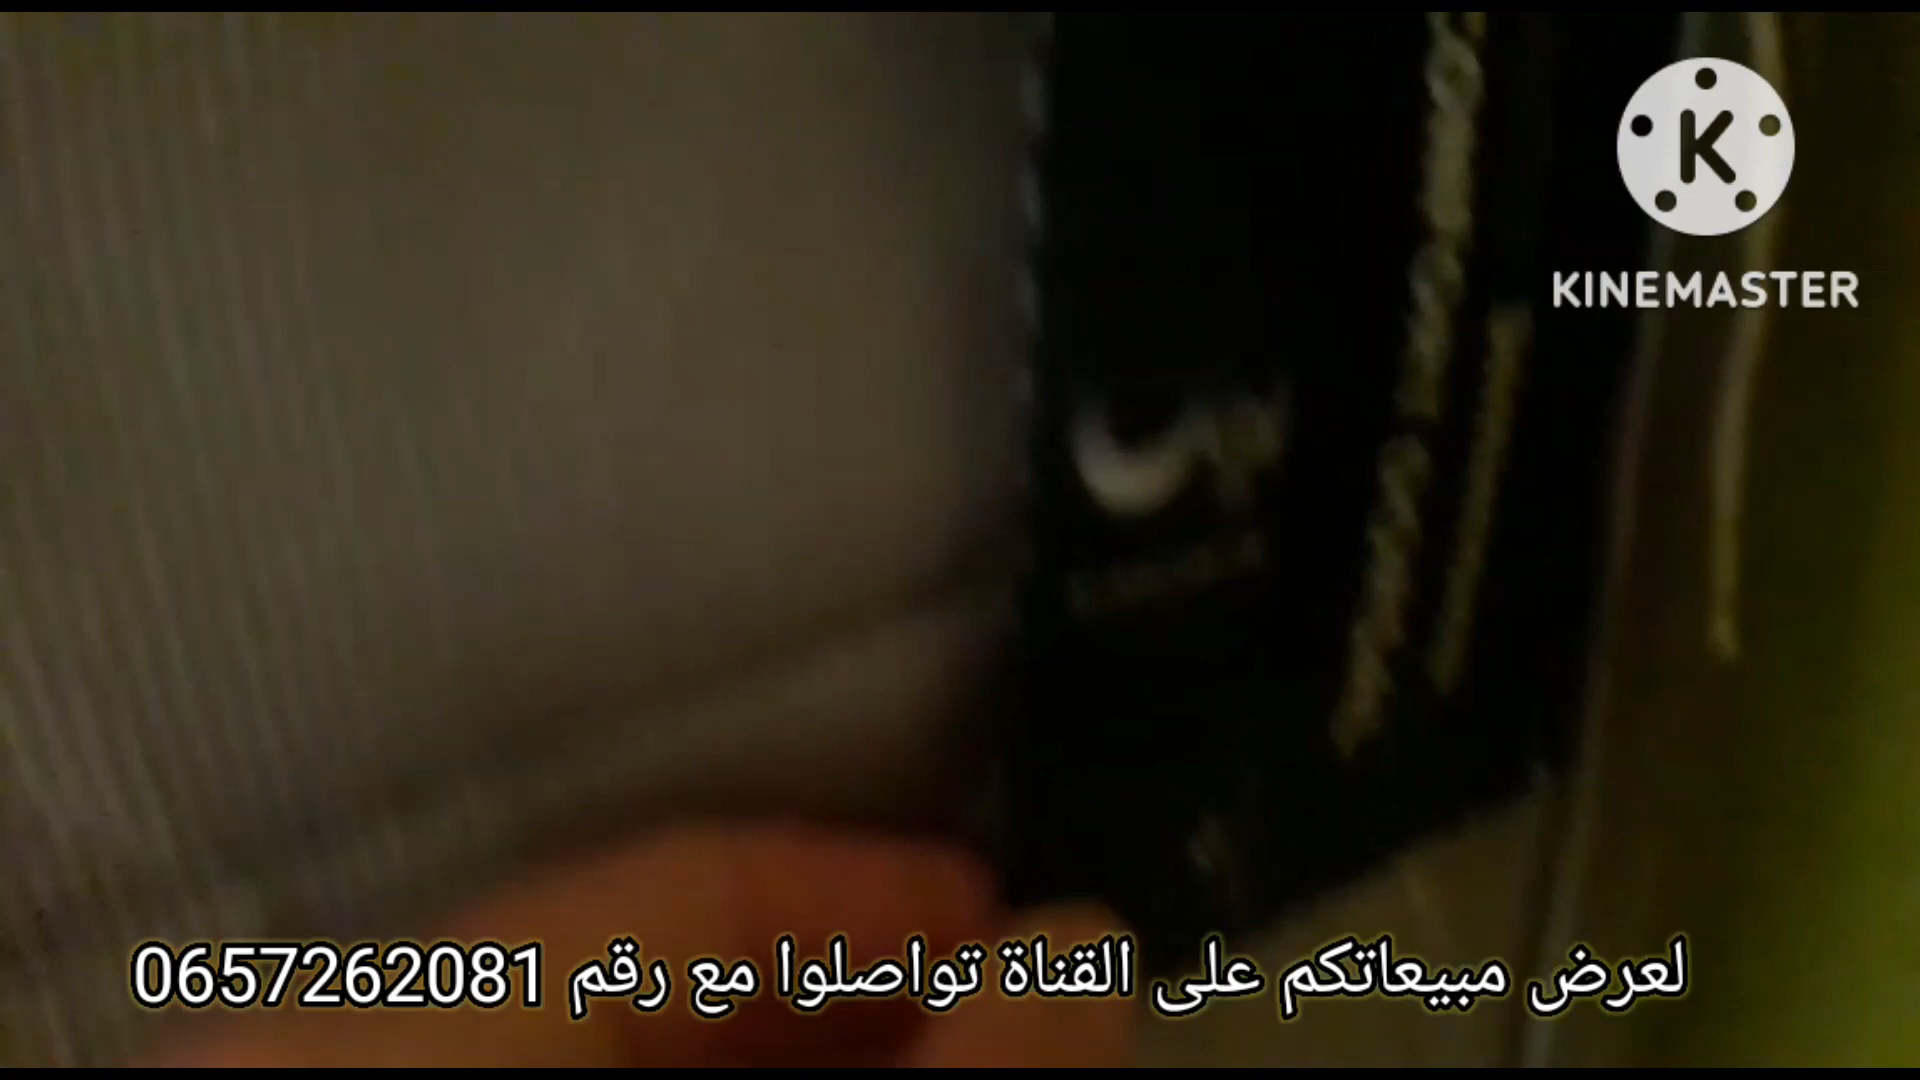 KINEMASTER
لعرض مبيعاتكم على القناة تواصلوا مع رقم 0657262081